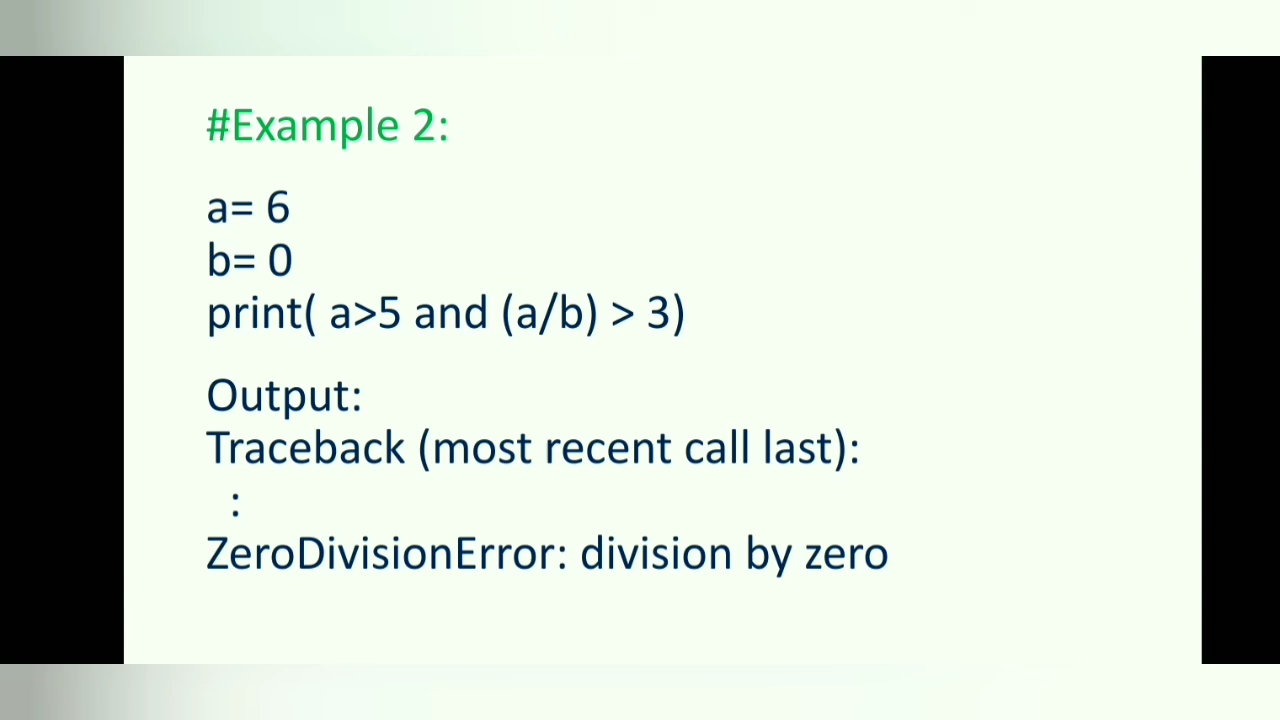 #Example 2:
a= 6
b= 0
print( a>5 and (a/b) > 3)
Output:
Traceback (most recent call last):
:
ZeroDivisionError: division by zero